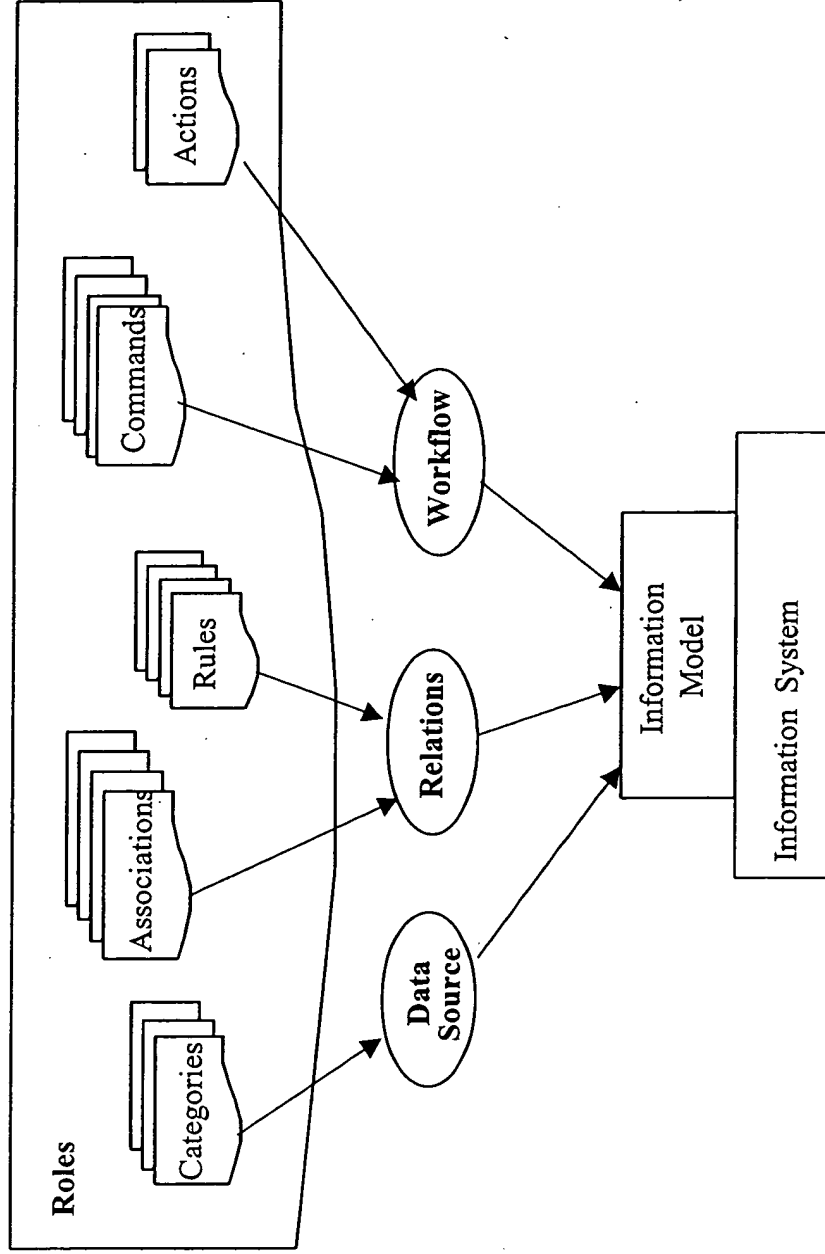 Roles
Categories
Associations
Rules
Commands
Actions
Data
Source
Relations
Workflow
Information
Model
Information System